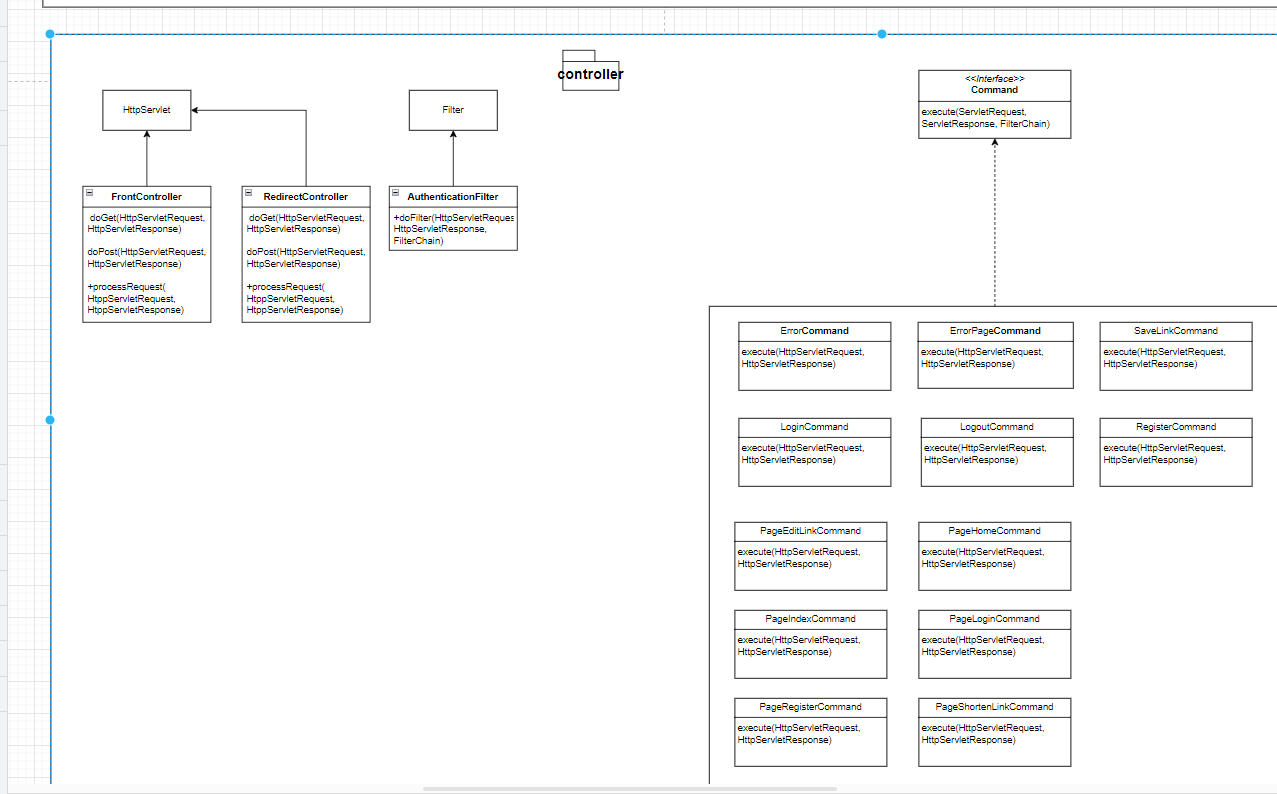 controller
HttpServlet
Filter
<<Interface>>
Command
execute(ServletRequest,
ServletResponse, FilterChain)
FrontController
doGet(HttpServletRequest,
HttpServletResponse)
doPost(HttpServletRequest,
HttpServletResponse)
+processRequest(
HtppServletRequest,
HtppServletResponse)
RedirectController
doGet(HttpServletRequest,
HttpServletResponse)
doPost(HttpServletRequest,
HttpServletResponse)
+processRequest(
HtppServletRequest,
HtppServletResponse)
AuthenticationFilter
+doFilter(HttpServletReques
HttpServletResponse,
FilterChain)
ErrorCommand
execute(HttpServletRequest,
HttpServletResponse)
ErrorPageCommand
execute(HttpServletRequest,
HttpServletResponse)
SaveLinkCommand
execute(HttpServletRequest,
HttpServletResponse)
LoginCommand
execute(HttpServletRequest,
HttpServletResponse)
LogoutCommand
execute(HttpServletRequest,
HttpServletResponse)
RegisterCommand
execute(HttpServletRequest,
HttpServletResponse)
PageEditLinkCommand
execute(HttpServletRequest,
HttpServletResponse)
PageHomeCommand
execute(HttpServletRequest,
HttpServletResponse)
PageIndexCommand
execute(HttpServletRequest,
HttpServletResponse)
PageLoginCommand
execute(HttpServletRequest,
HttpServletResponse)
PageRegisterCommand
execute(HttpServletRequest,
HttpServletResponse)
PageShortenLinkCommand
execute(HttpServletRequest,
HttpServletResponse)